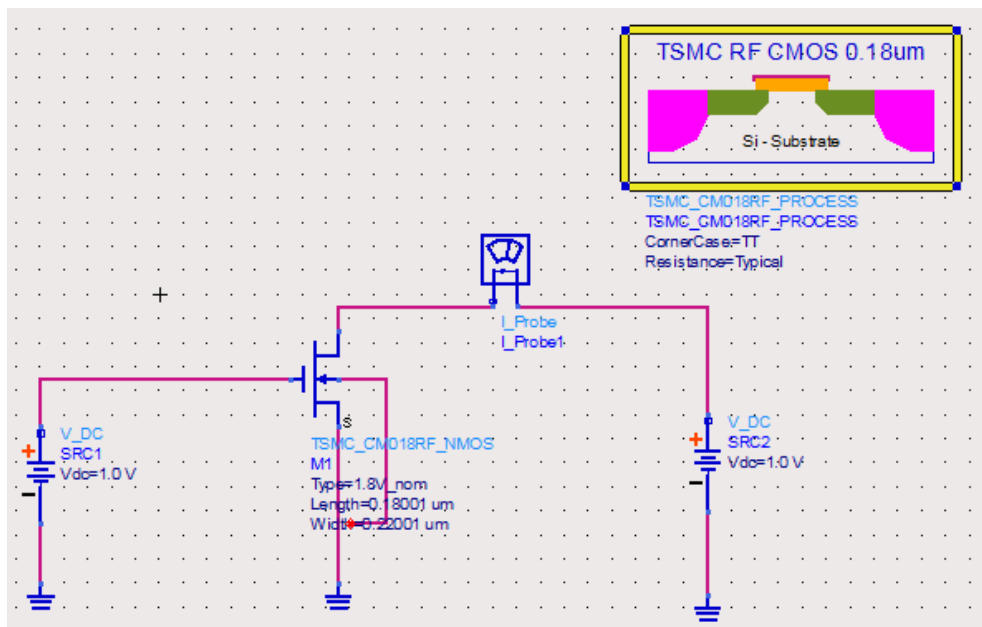 TSMC RF CMOS 0.18um
Si - Substrate
TSMC_CM018RF_PROCESS
TSMC_CM018RF_PROCESS
CornerCase=TT
Resistance=Typical
I_Probe
I_Probe1
S
TSMC_CM018RF_NMOS
M1
Type=1.8V_nom
Length=0.18001 um
Width=0.22001 um
V_DC
SRC1
Vdc=1.0 V
V_DC
SRC2
Vdc=1.0 V